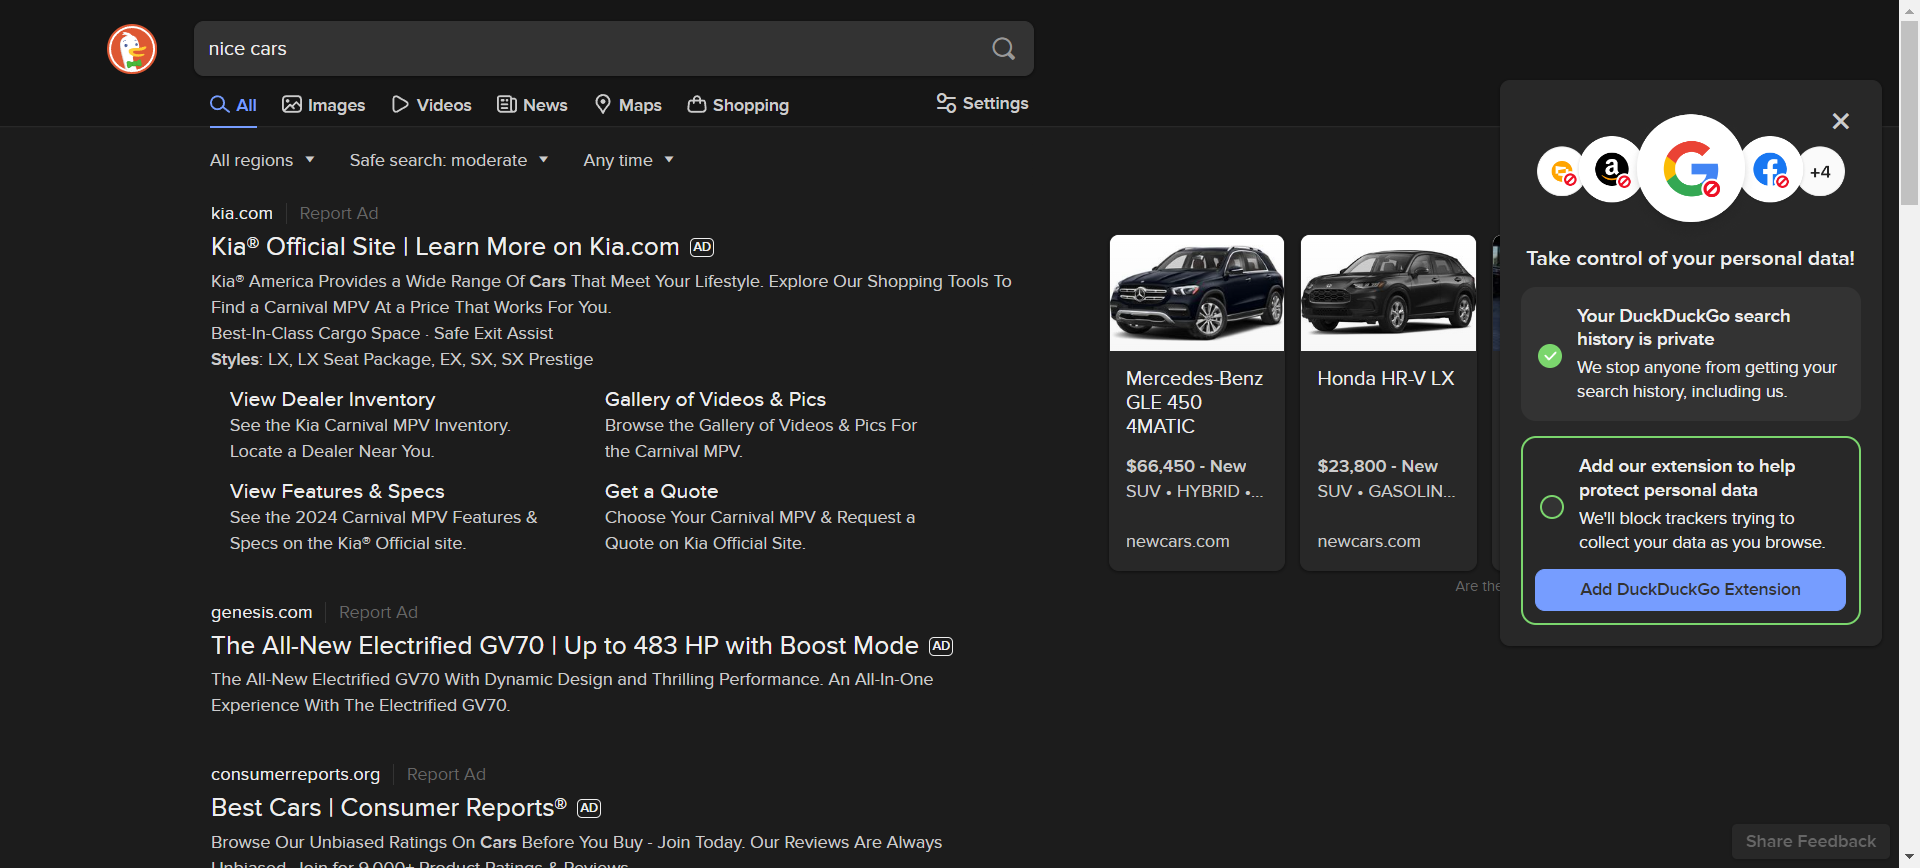 nice cars
All
Images
Videos
News
Maps
Shopping
Settings
All regions
Safe search: moderate
Any time
kia.com
Report Ad
Kia® Official Site | Learn More on Kia.com AD
Kia® America Provides a Wide Range Of Cars That Meet Your Lifestyle. Explore Our Shopping Tools To
Find a Carnival MPV At a Price That Works For You.
Best-In-Class Cargo Space · Safe Exit Assist
Styles: LX, LX Seat Package, EX, SX, SX Prestige
View Dealer Inventory
See the Kia Carnival MPV Inventory.
Locate a Dealer Near You.
Gallery of Videos & Pics
Browse the Gallery of Videos & Pics For
the Carnival MPV.
View Features & Specs
See the 2024 Carnival MPV Features &
Specs on the Kia® Official site.
Get a Quote
Choose Your Carnival MPV & Request a
Quote on Kia Official Site.
genesis.com
Report Ad
The All-New Electrified GV70 | Up to 483 HP with Boost Mode AD
The All-New Electrified GV70 With Dynamic Design and Thrilling Performance. An All-In-One
Experience With The Electrified GV70.
consumerreports.org
Report Ad
Best Cars | Consumer Reports® AD
Browse Our Unbiased Ratings On Cars Before You Buy - Join Today. Our Reviews Are Always
Unbiased. Join for 9,000+ Product Ratings & Reviews.
Mercedes-Benz
GLE 450
4MATIC
$66,450 - New
SUV • HYBRID •...
newcars.com
Honda HR-V LX
$23,800 - New
SUV • GASOLIN...
newcars.com
Are the
+4
Take control of your personal data!
Your DuckDuckGo search
history is private
We stop anyone from getting your
search history, including us.
Add our extension to help
protect personal data
We'll block trackers trying to
collect your data as you browse.
Add DuckDuckGo Extension
Share Feedback